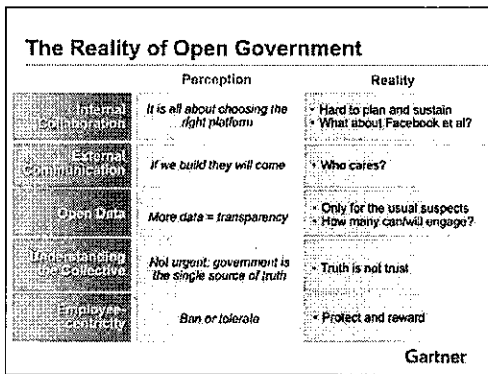 The Reality of Open Government
Perception Reality
Internal Collaboration
It is all about choosing the
right platform
• Hard to plan and sustain
• What about Facebook et al?
External Communication
If we build they will come
• Who cares?
Open Data
More data = transparency
• Only for the usual suspects
• How many can/will engage?
Understanding the Collective
Not urgent: government is
the single source of truth
• Truth is not trust
Employee-
centricity
Ban or tolerate
• Protect and reward
Gartner